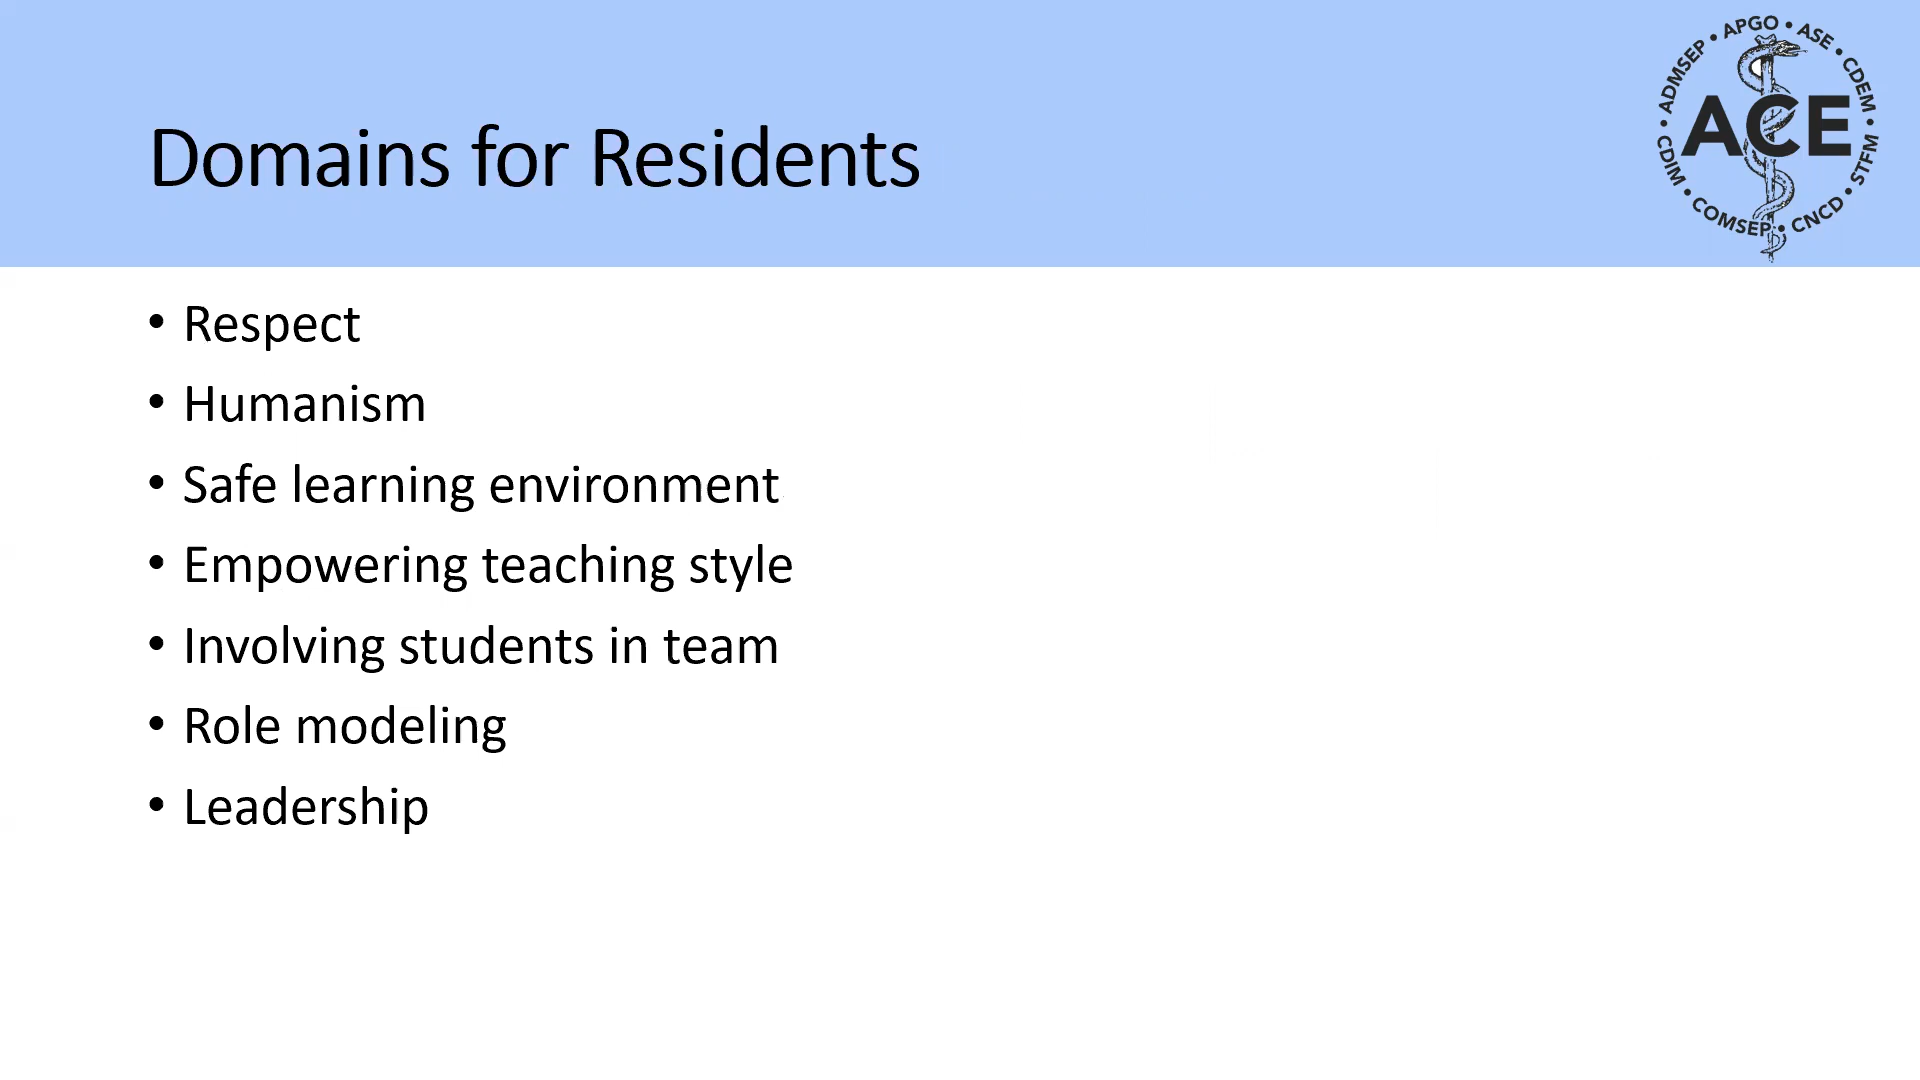 Domains for Residents
ADMSEP • APGO • ASE • CDEM • STFM • CNCD • COMSEP • CDIM •
ACE
• Respect
• Humanism
• Safe learning environment
• Empowering teaching style
• Involving students in team
• Role modeling
• Leadership